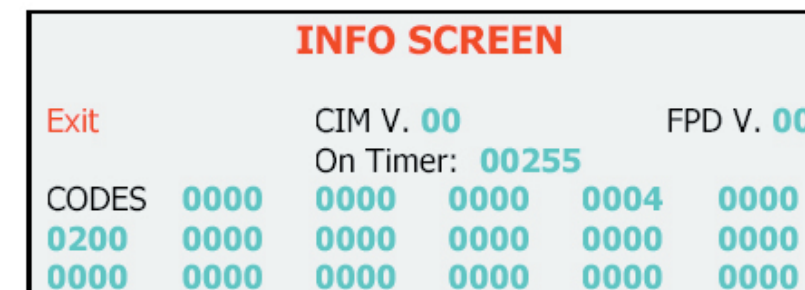 INFO SCREEN
Exit CIM V. 00 FPD V. 00
On Timer: 00255
CODES 0000 0000 0000 0004 0000
0200 0000 0000 0000 0000 0000
0000 0000 0000 0000 0000 0000